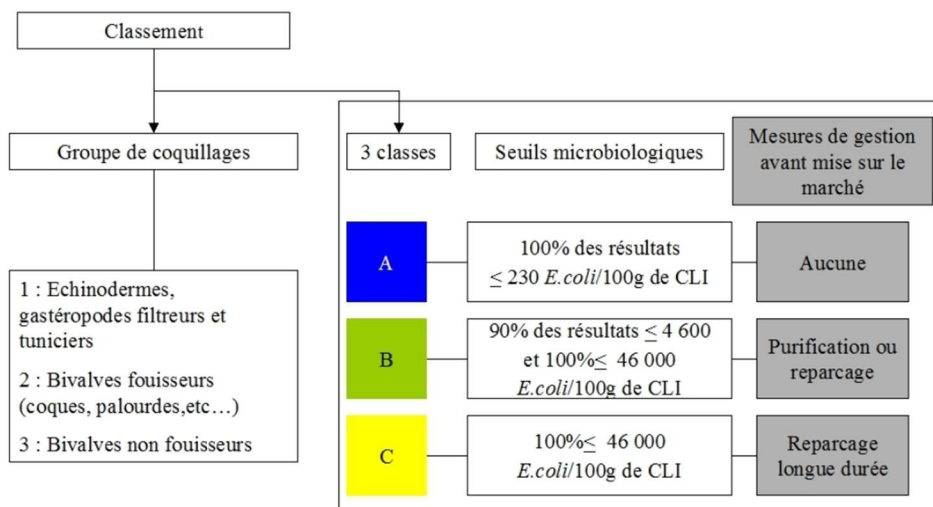 Classement
Groupe de coquillages
3 classes
Seuils microbiologiques
Mesures de gestion
avant mise sur le
marché
1 : Echinodermes,
gastéropodes filtreurs et
tuniciers
2 : Bivalves fouisseurs
(coques, palourdes,etc…)
3 : Bivalves non fouisseurs
A
100% des résultats
≤ 230 E.coli/100g de CLI
Aucune
B
90% des résultats ≤ 4 600
et 100%≤ 46 000
E.coli/100g de CLI
Purification ou
reparcage
C
100%≤ 46 000
E.coli/100g de CLI
Reparcage
longue durée